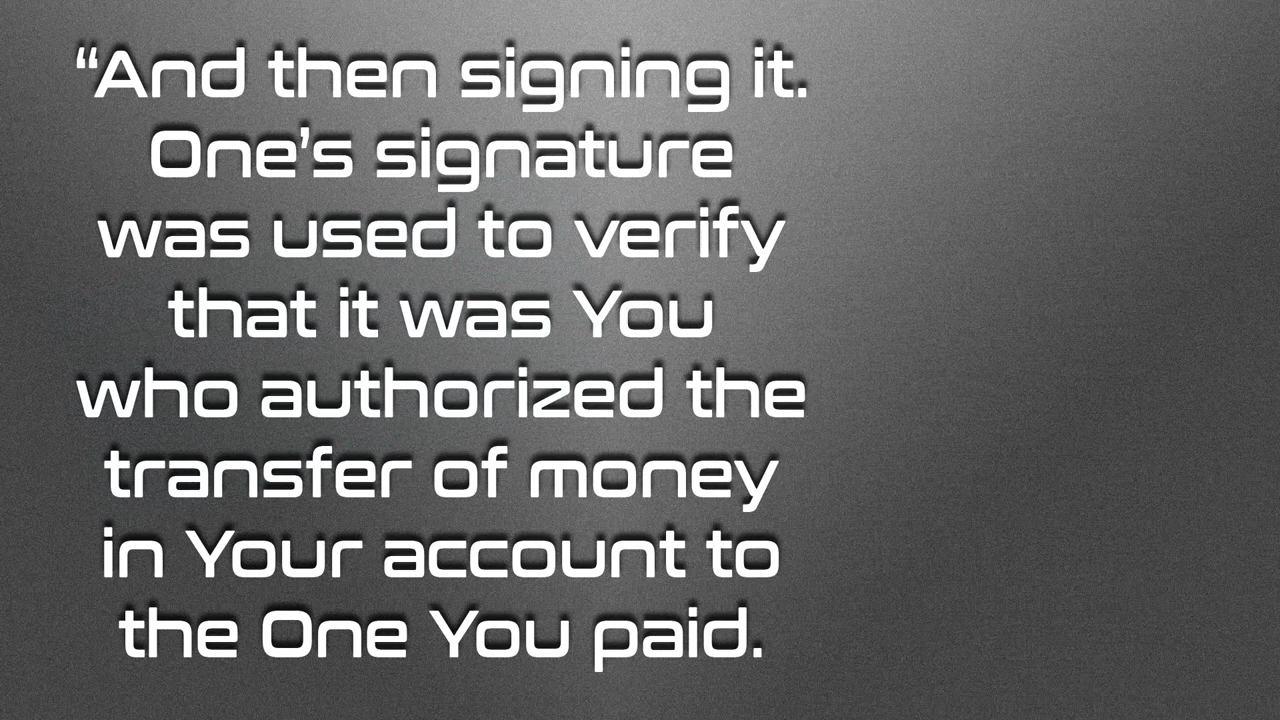 “And then signing it.
One’s signature
was used to verify
that it was You
who authorized the
transfer of money
in Your account to
the One You paid.